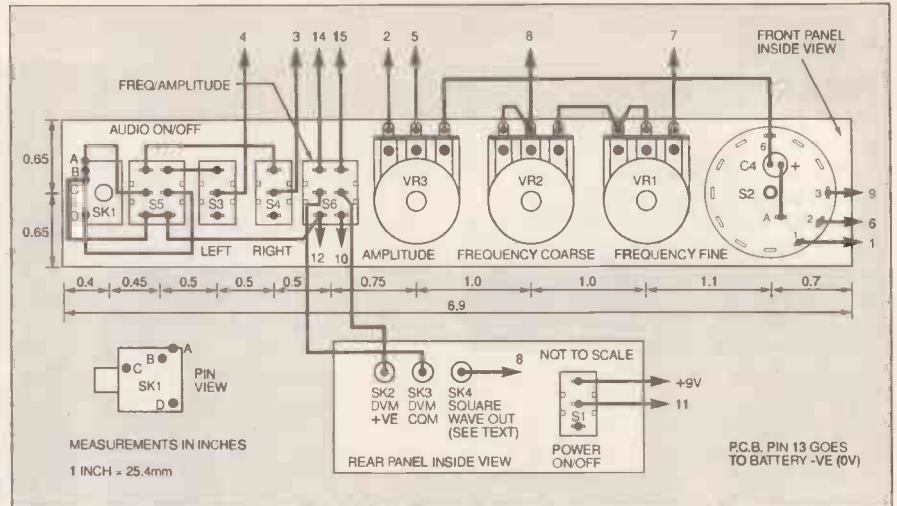 4 3 14 15 2 5 8 7
FRONT PANEL
INSIDE VIEW
FREQ/AMPLITUDE
AUDIO ON/OFF
0.65
0.65
A
B
C
D
SK1
S5
S3
S4
S6
VR3
VR2
VR1
6
C4 +
S2
A
3
2
1
9
6
1
LEFT RIGHT
12 10
AMPLITUDE FREQUENCY COARSE FREQUENCY FINE
0.4 0.45 0.5 0.5 0.5 0.75 1.0 1.0 1.1 0.7
6.9
A
B
C
SK1
D
PIN
VIEW
MEASUREMENTS IN INCHES
1 INCH = 25.4mm
NOT TO SCALE
8
SK2
DVM
+VE
SK3
DVM
COM
SK4
SQUARE
WAVE OUT
(SEE TEXT)
S1
+9V
11
POWER
ON/OFF
REAR PANEL INSIDE VIEW
P.C.B. PIN 13 GOES
TO BATTERY -VE (0V)